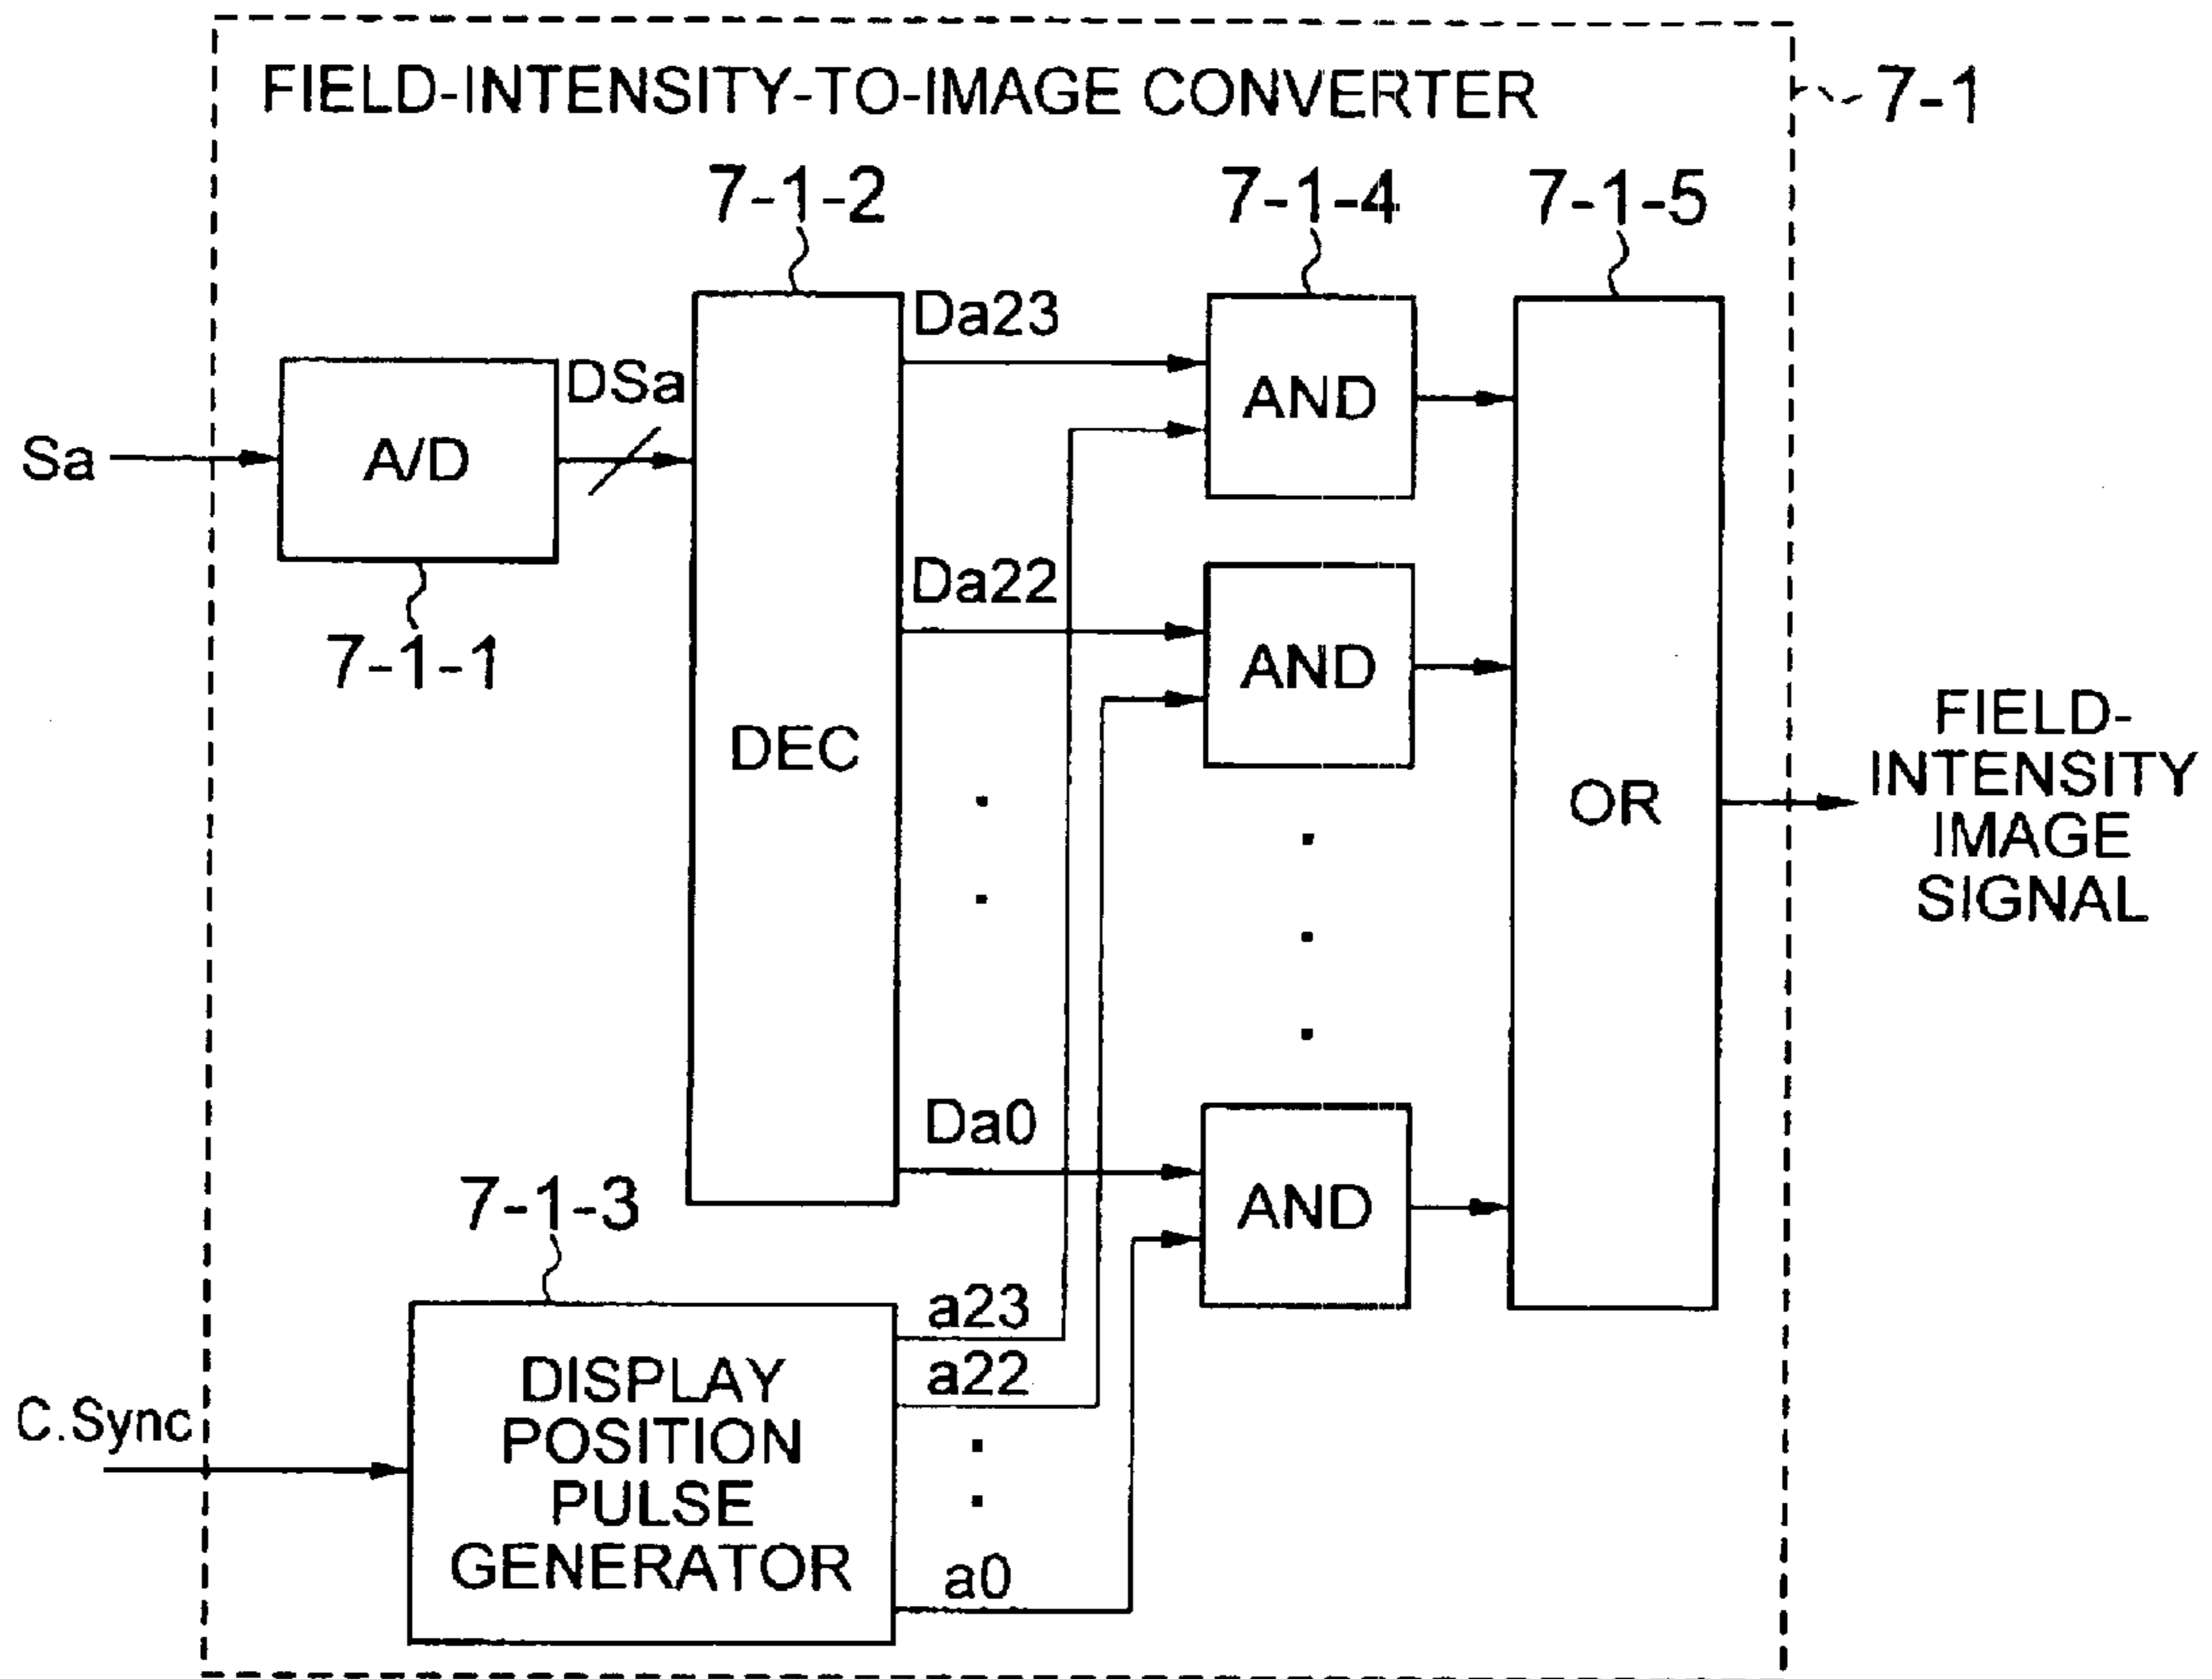 FIELD-INTENSITY-TO-IMAGE CONVERTER
7-1
7-1-2
7-1-4
7-1-5
Da23
DSa
AND
Sa
A/D
Da22
7-1-1
AND
DEC
FIELD-
INTENSITY
IMAGE
SIGNAL
OR
Da0
7-1-3
AND
a23
a22
C.Sync
DISPLAY
POSITION
PULSE
GENERATOR
a0